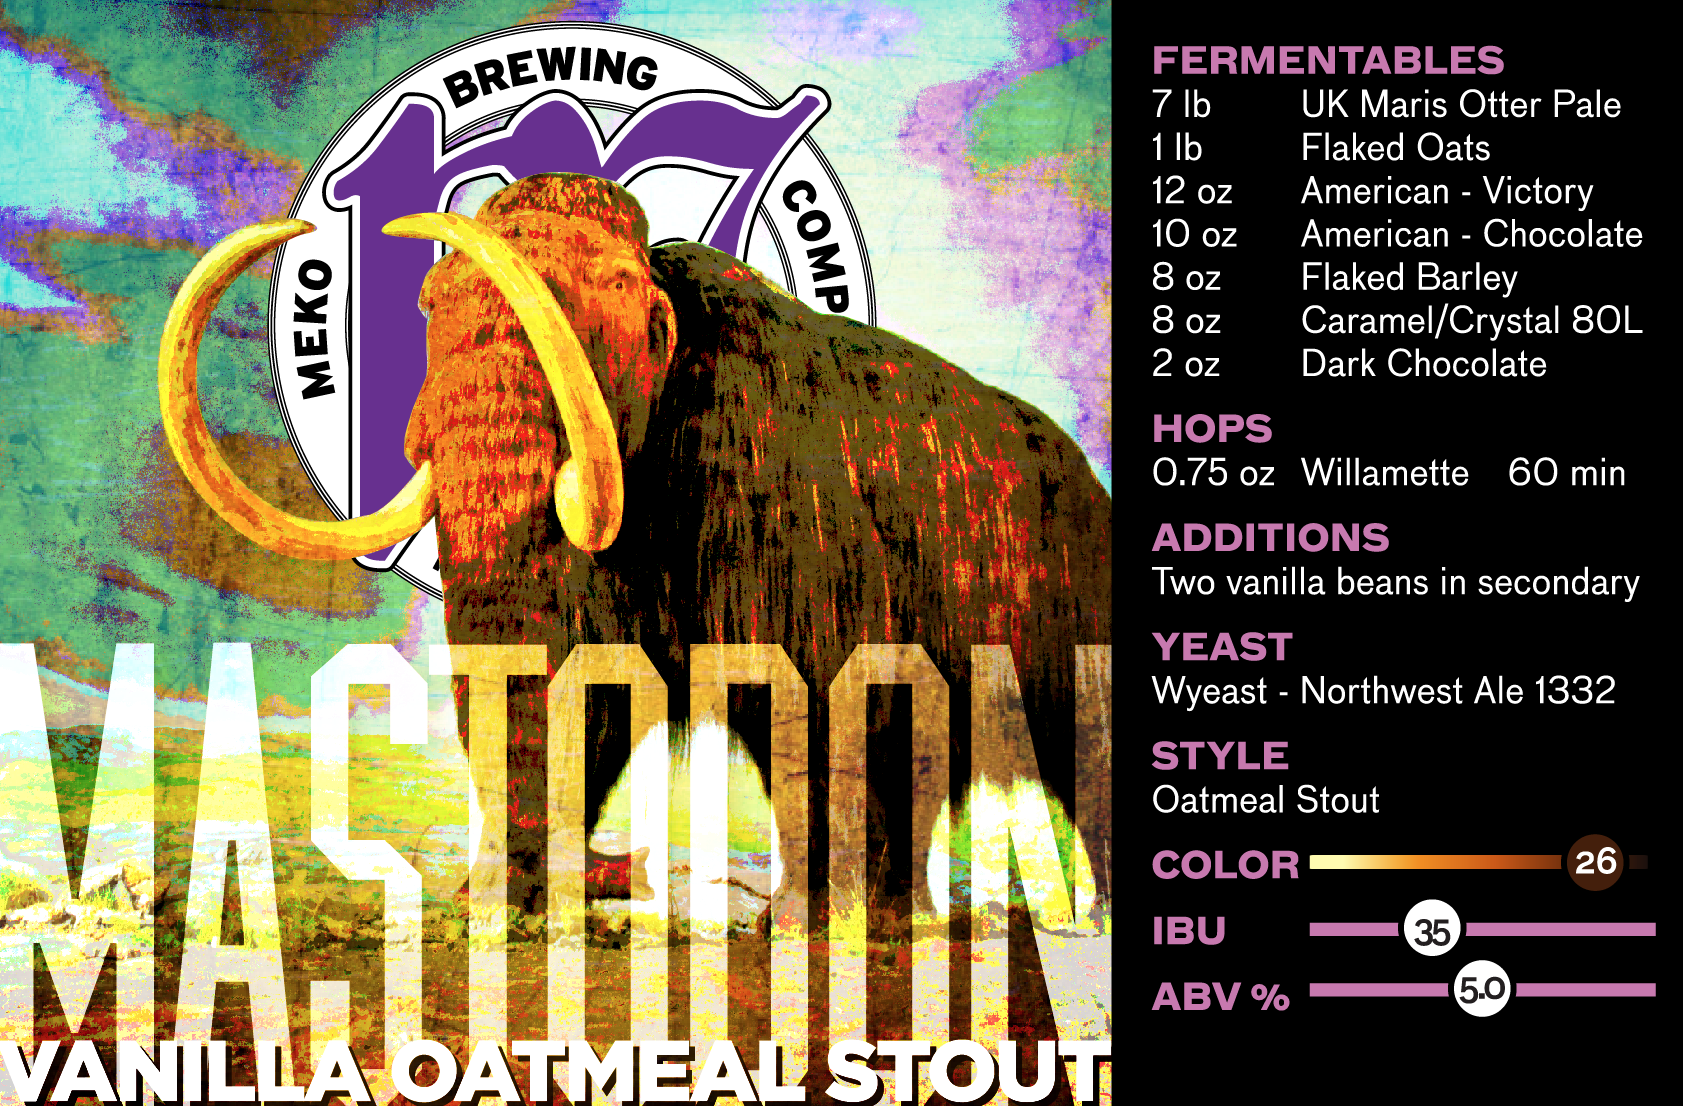 BREWING
COMP
MEKO
MASTODON
VANILLA OATMEAL STOUT
FERMENTABLES
7 lb UK Maris Otter Pale
1 lb Flaked Oats
12 oz American - Victory
10 oz American - Chocolate
8 oz Flaked Barley
8 oz Caramel/Crystal 80L
2 oz Dark Chocolate
HOPS
0.75 oz Willamette 60 min
ADDITIONS
Two vanilla beans in secondary
YEAST
Wyeast - Northwest Ale 1332
STYLE
Oatmeal Stout
COLOR 26
IBU 35
ABV % 5.0